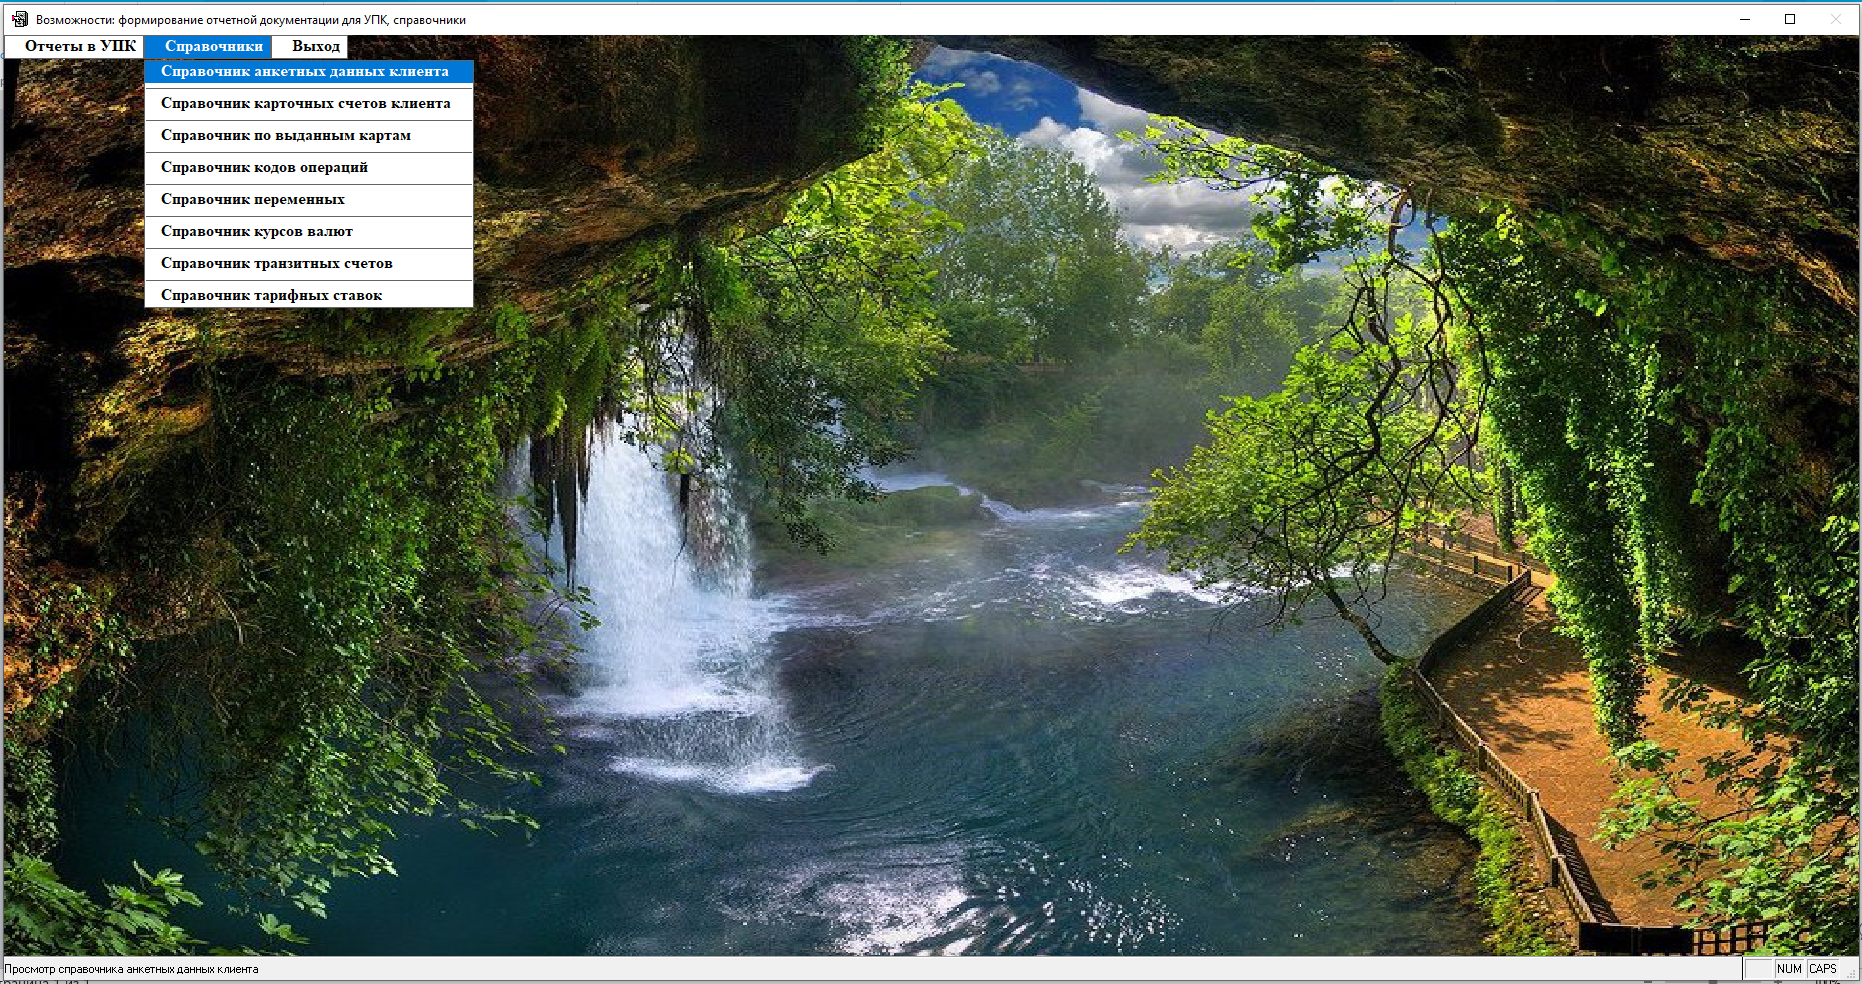 Возможности: формирование отчетной документации для УПК, справочники
Отчеты в УПК Справочники Выход
Справочник анкетных данных клиента
Справочник карточных счетов клиента
Справочник по выданным картам
Справочник кодов операций
Справочник переменных
Справочник курсов валют
Справочник транзитных счетов
Справочник тарифных ставок
Просмотр справочника анкетных данных клиента
NUM CAPS